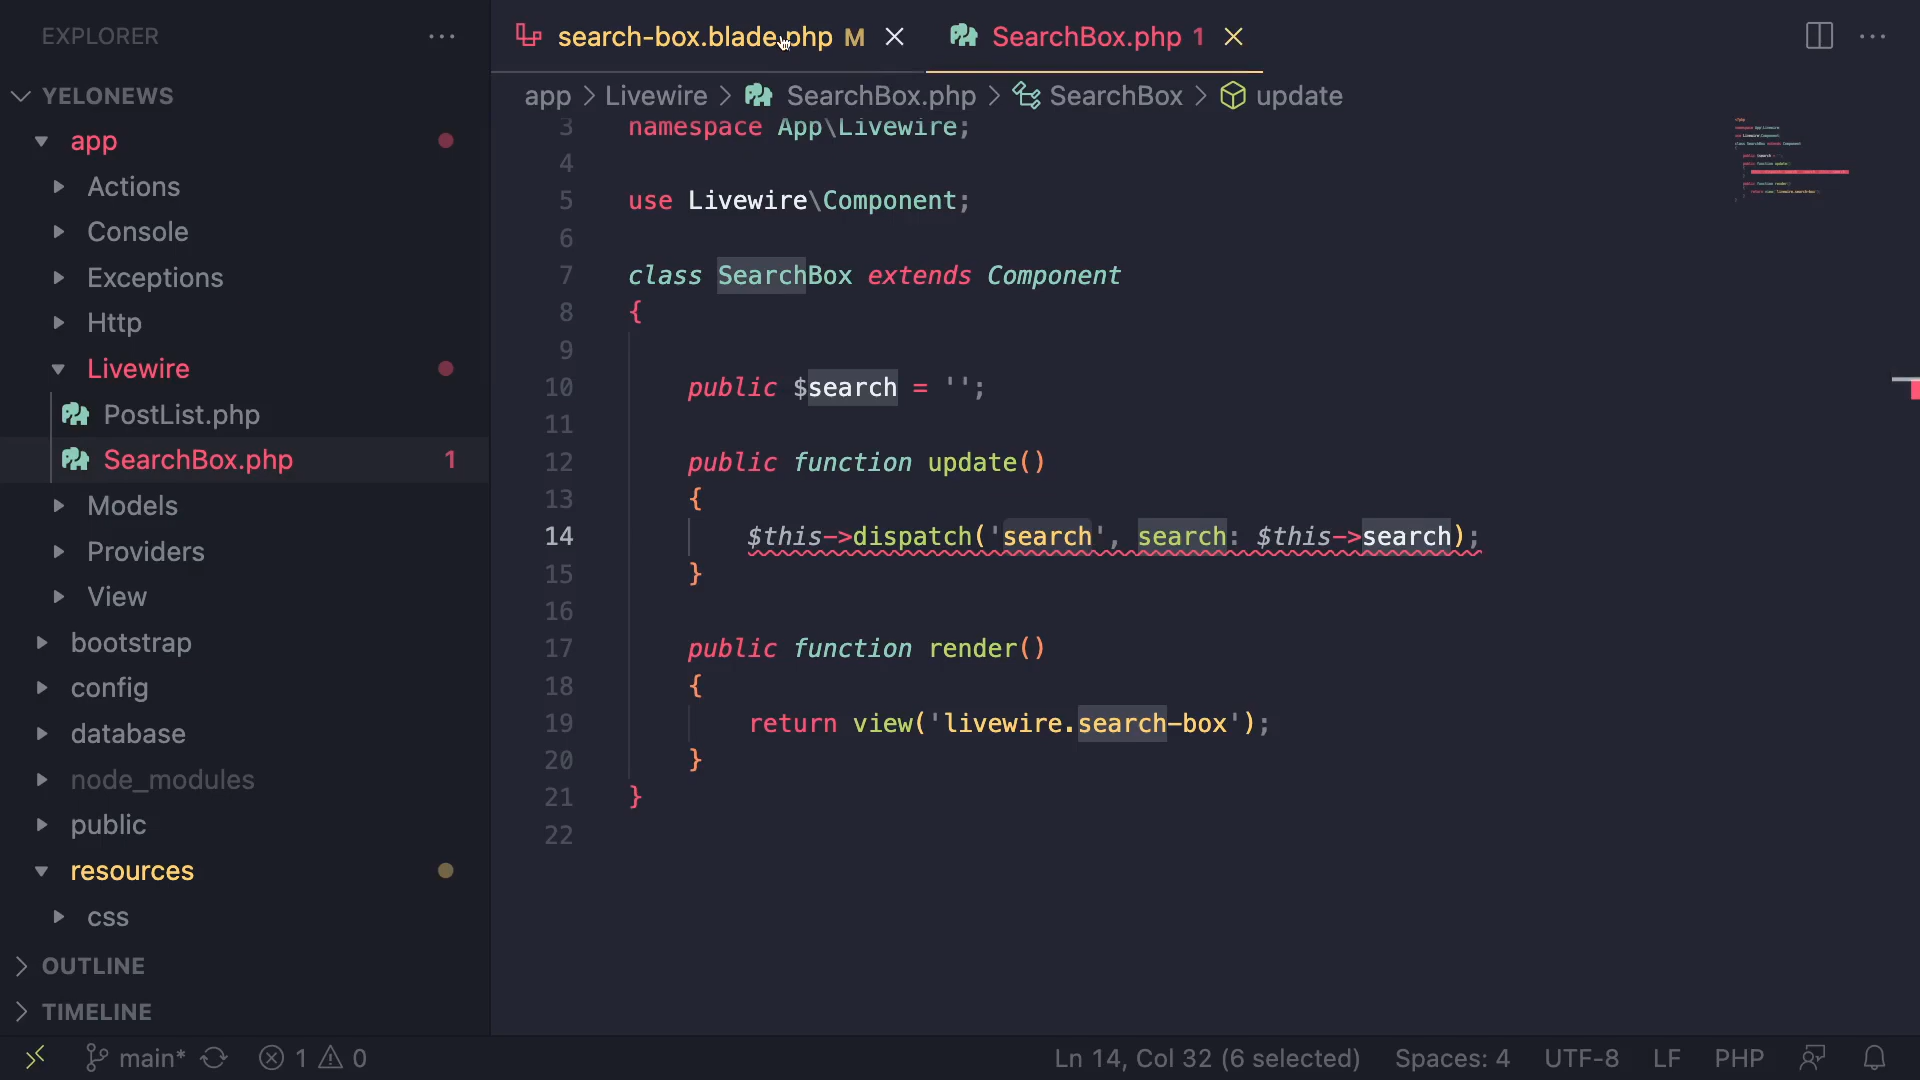 EXPLORER
YELONEWS
app
Actions
Console
Exceptions
Http
Livewire
PostList.php
SearchBox.php 1
Models
Providers
View
bootstrap
config
database
node_modules
public
resources
css
OUTLINE
TIMELINE
search-box.blade.php M
SearchBox.php 1
app > Livewire > SearchBox.php > SearchBox > update
3 namespace App\Livewire;
4
5 use Livewire\Component;
6
7 class SearchBox extends Component
8 {
9
10 public $search = '';
11
12 public function update()
13 {
14 $this->dispatch('search', search: $this->search);
15 }
16
17 public function render()
18 {
19 return view('livewire.search-box');
20 }
21 }
22
main* 1 0
Ln 14, Col 32 (6 selected) Spaces: 4 UTF-8 LF PHP